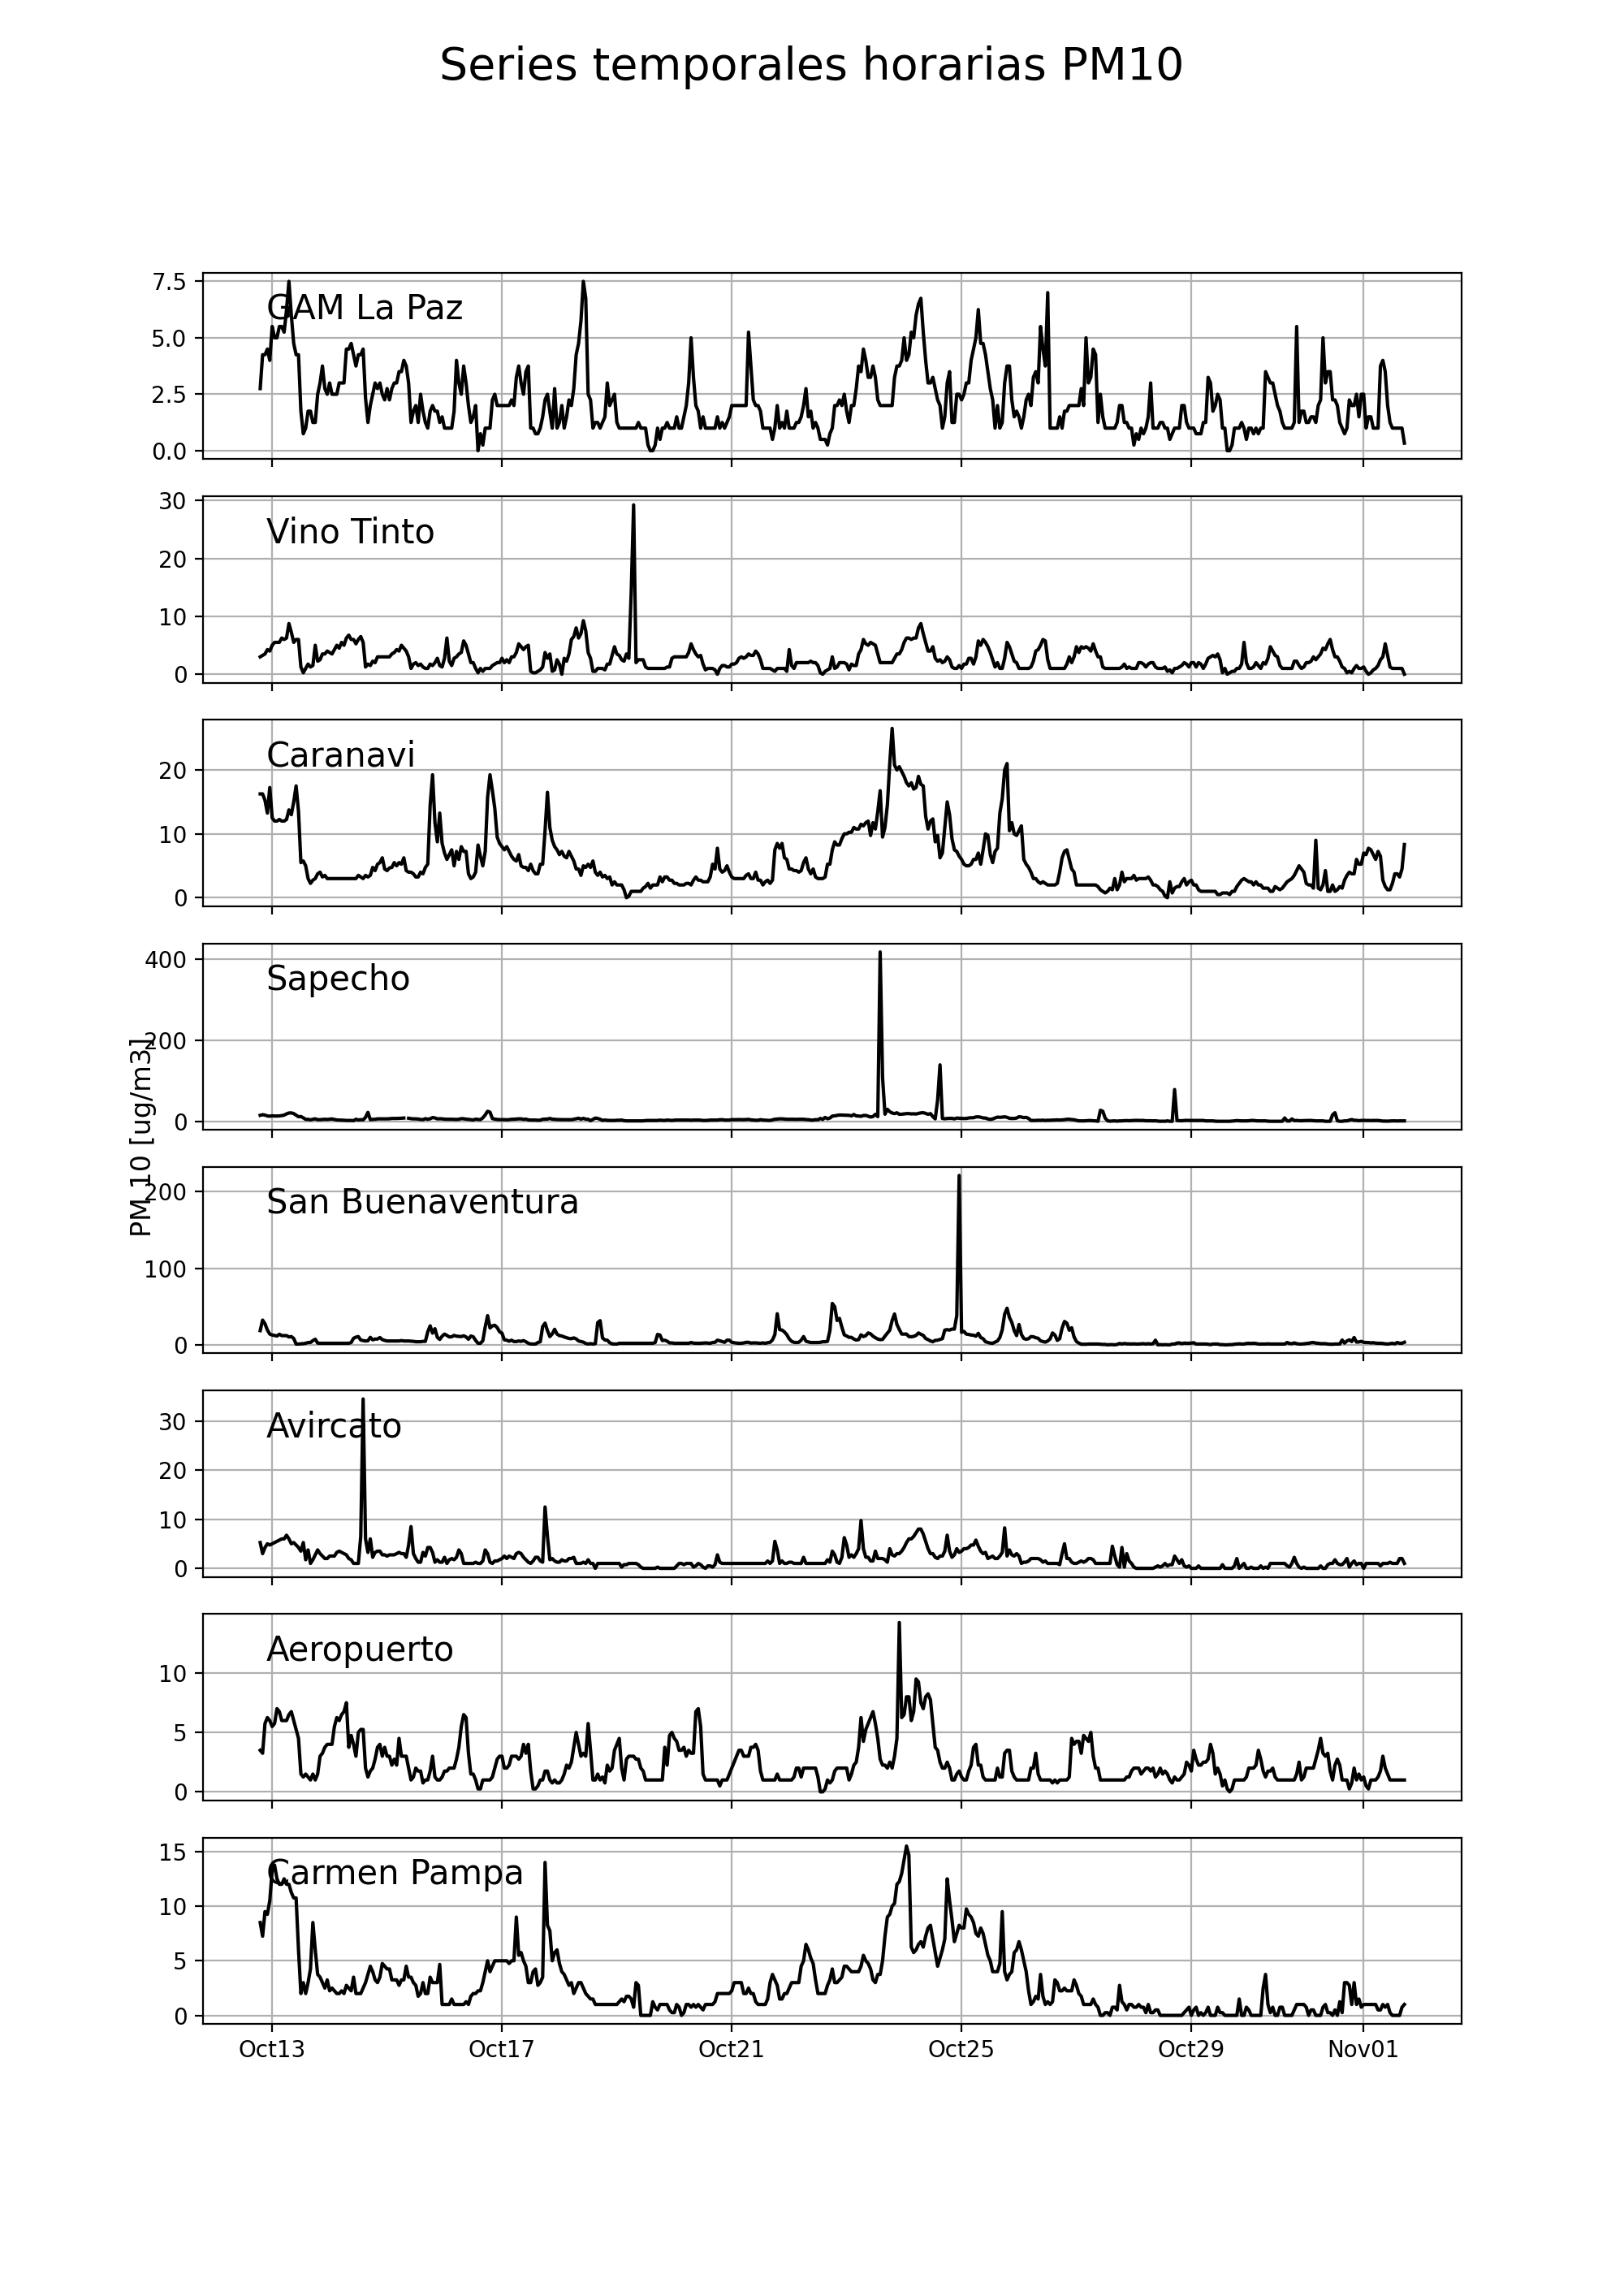 Series temporales horarias PM10
7.5
5.0
2.5
0.0
GAM La Paz
30
20
10
0
Vino Tinto
20
10
0
Caranavi
400
200
0
Sapecho
PM 10 [ug/m3]
200
100
0
San Buenaventura
30
20
10
0
Avircato
10
5
0
Aeropuerto
15
10
5
0
Carmen Pampa
Oct13 Oct17 Oct21 Oct25 Oct29 Nov01